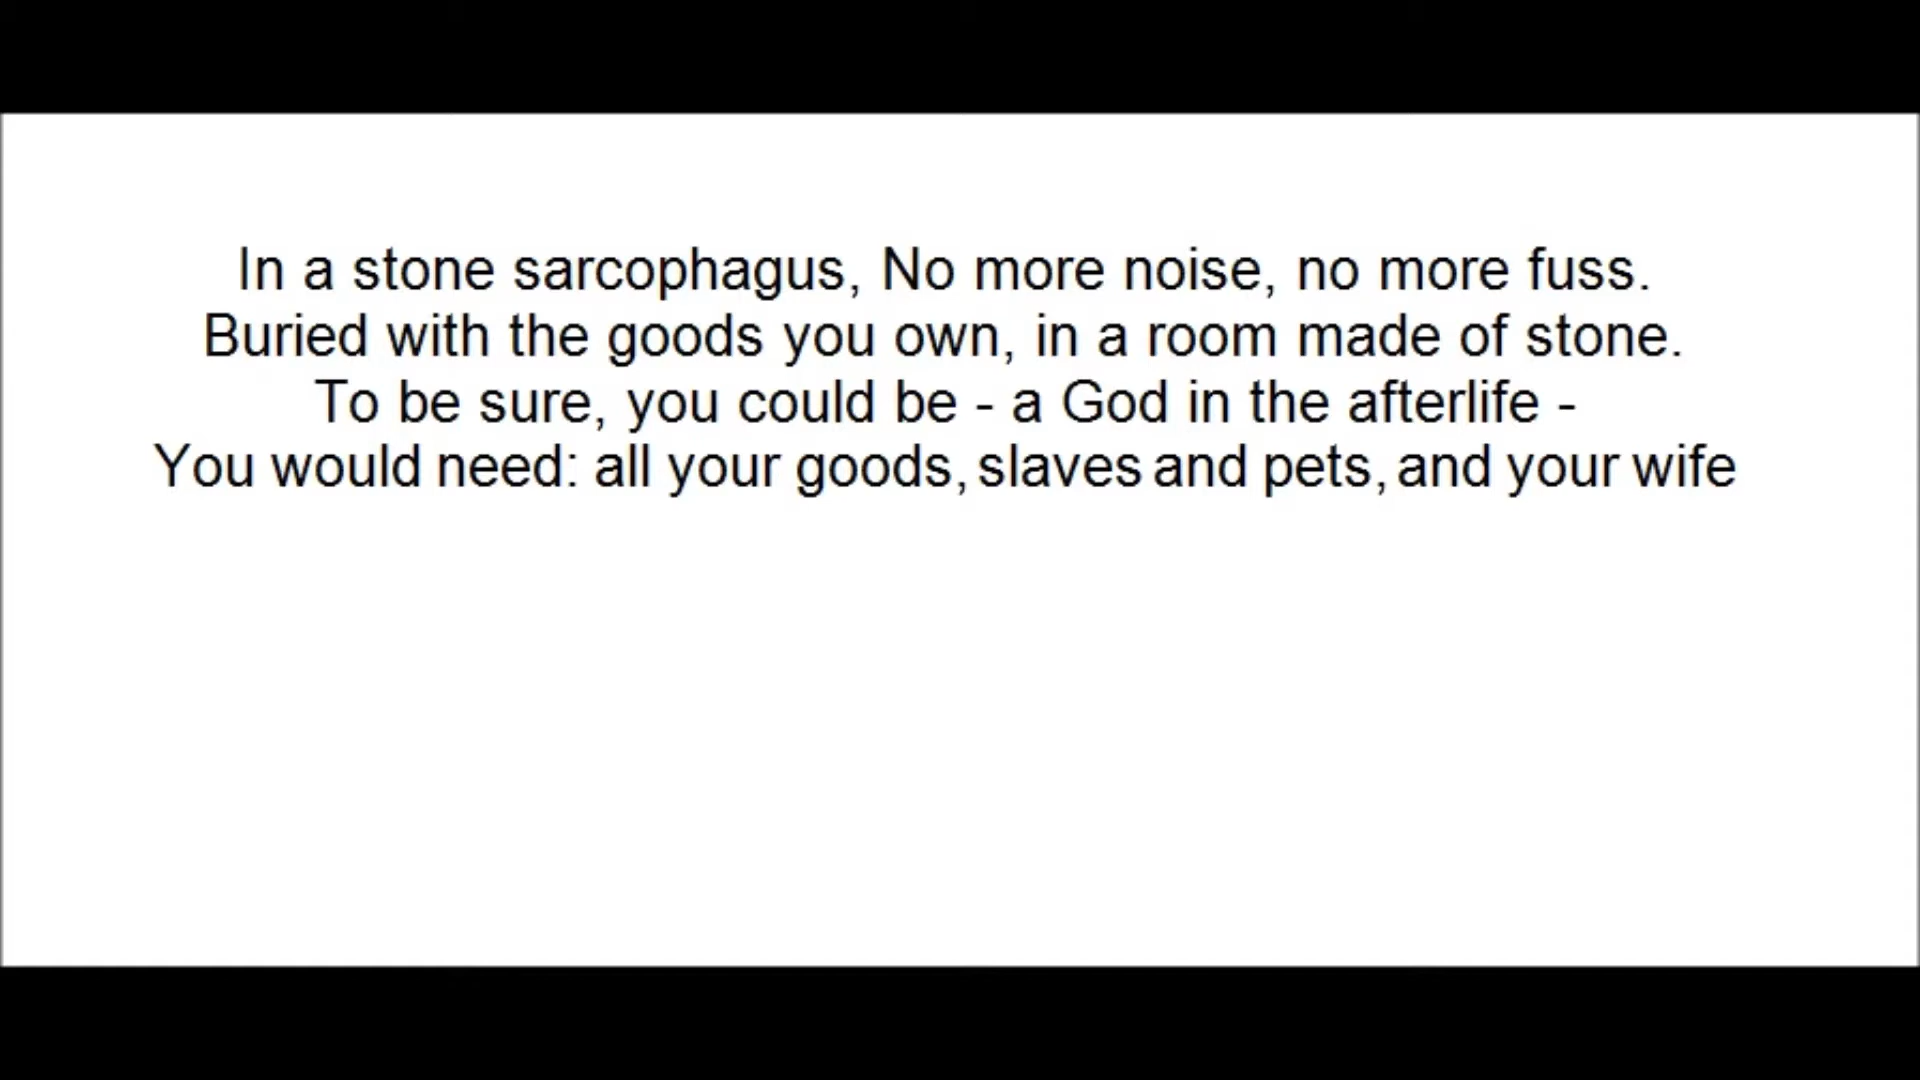 In a stone sarcophagus, No more noise, no more fuss.
Buried with the goods you own, in a room made of stone.
To be sure, you could be - a God in the afterlife -
You would need: all your goods, slaves and pets, and your wife